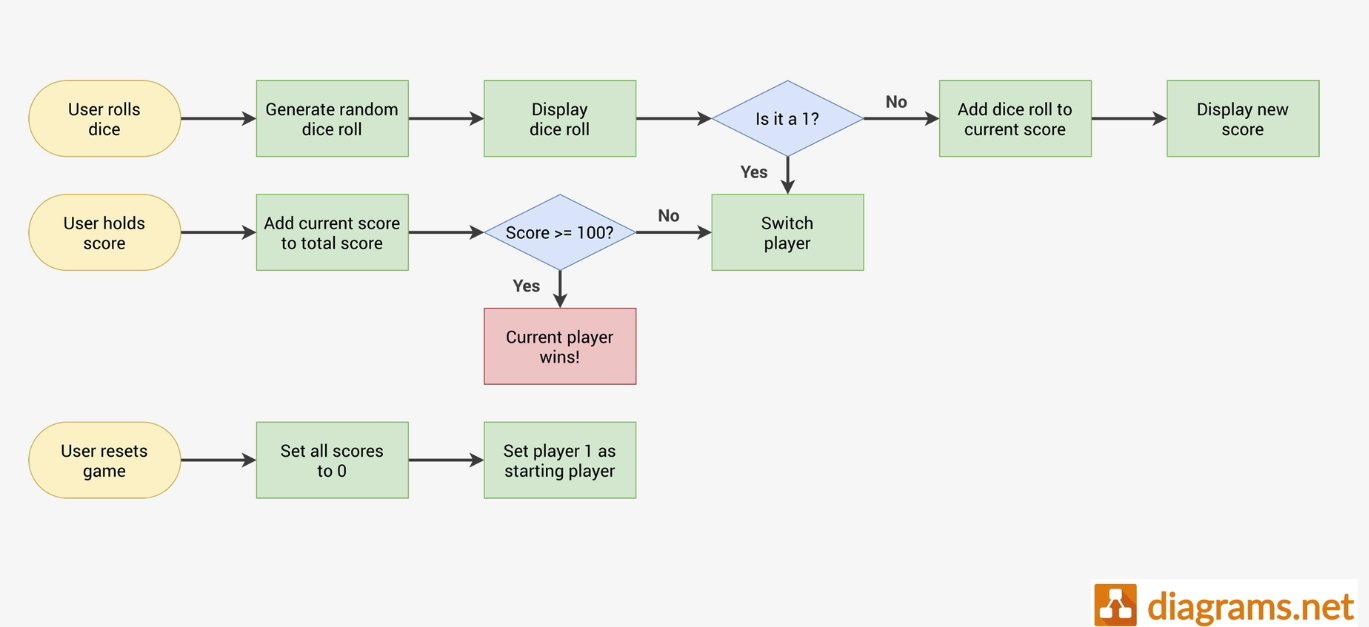 User rolls
dice
Generate random
dice roll
Display
dice roll
Is it a 1?
No
Add dice roll to
current score
Display new
score
Yes
User holds
score
Add current score
to total score
Score >= 100?
No
Switch
player
Yes
Current player
wins!
User resets
game
Set all scores
to 0
Set player 1 as
starting player
diagrams.net